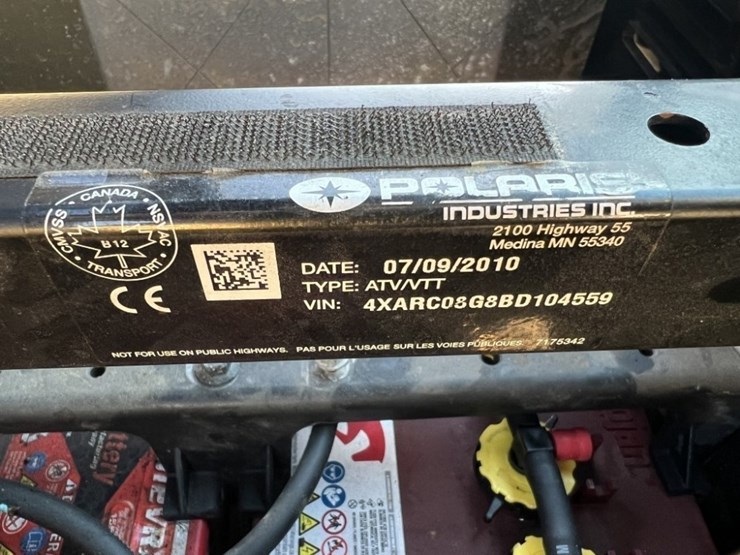 POLARIS
INDUSTRIES INC.
2100 Highway 55
Medina MN 55340
CANADA
CMVSS
NSVAC
B12
TRANSPORT
CE
DATE: 07/09/2010
TYPE: ATV/VTT
VIN: 4XARC08G8BD104559
NOT FOR USE ON PUBLIC HIGHWAYS. PAS POUR L'USAGE SUR LES VOIES PUBLIQUES. 7175342